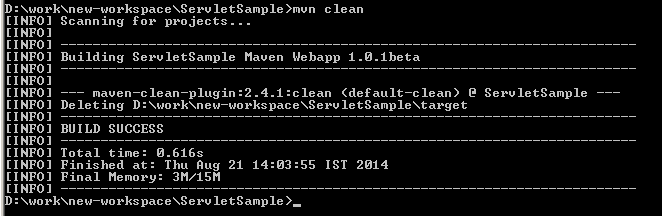 D:\work\new-workspace\ServletSample>mvn clean
[INFO] Scanning for projects...
[INFO]
[INFO] ------------------------------------------------------------------------
[INFO] Building ServletSample Maven Webapp 1.0.1beta
[INFO] ------------------------------------------------------------------------
[INFO]
[INFO] --- maven-clean-plugin:2.4.1:clean (default-clean) @ ServletSample ---
[INFO] Deleting D:\work\new-workspace\ServletSample\target
[INFO] ------------------------------------------------------------------------
[INFO] BUILD SUCCESS
[INFO] ------------------------------------------------------------------------
[INFO] Total time: 0.616s
[INFO] Finished at: Thu Aug 21 14:03:55 IST 2014
[INFO] Final Memory: 3M/15M
[INFO] ------------------------------------------------------------------------
D:\work\new-workspace\ServletSample>_